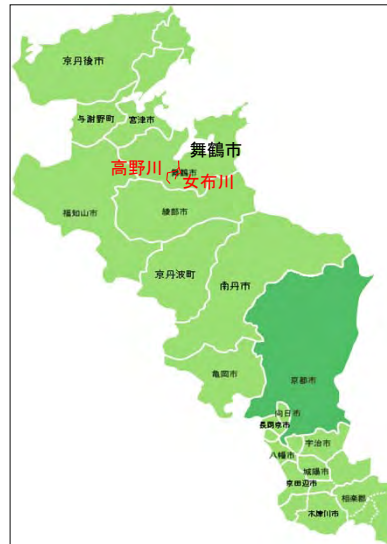 京丹後市
与謝野町
宮津市
舞鶴市
高野川
舞鶴市
女布川
福知山市
綾部市
京丹波町
南丹市
亀岡市
京都市
向日市
長岡京市
宇治市
八幡市
城陽市
京田辺市
相楽郡
木津川市